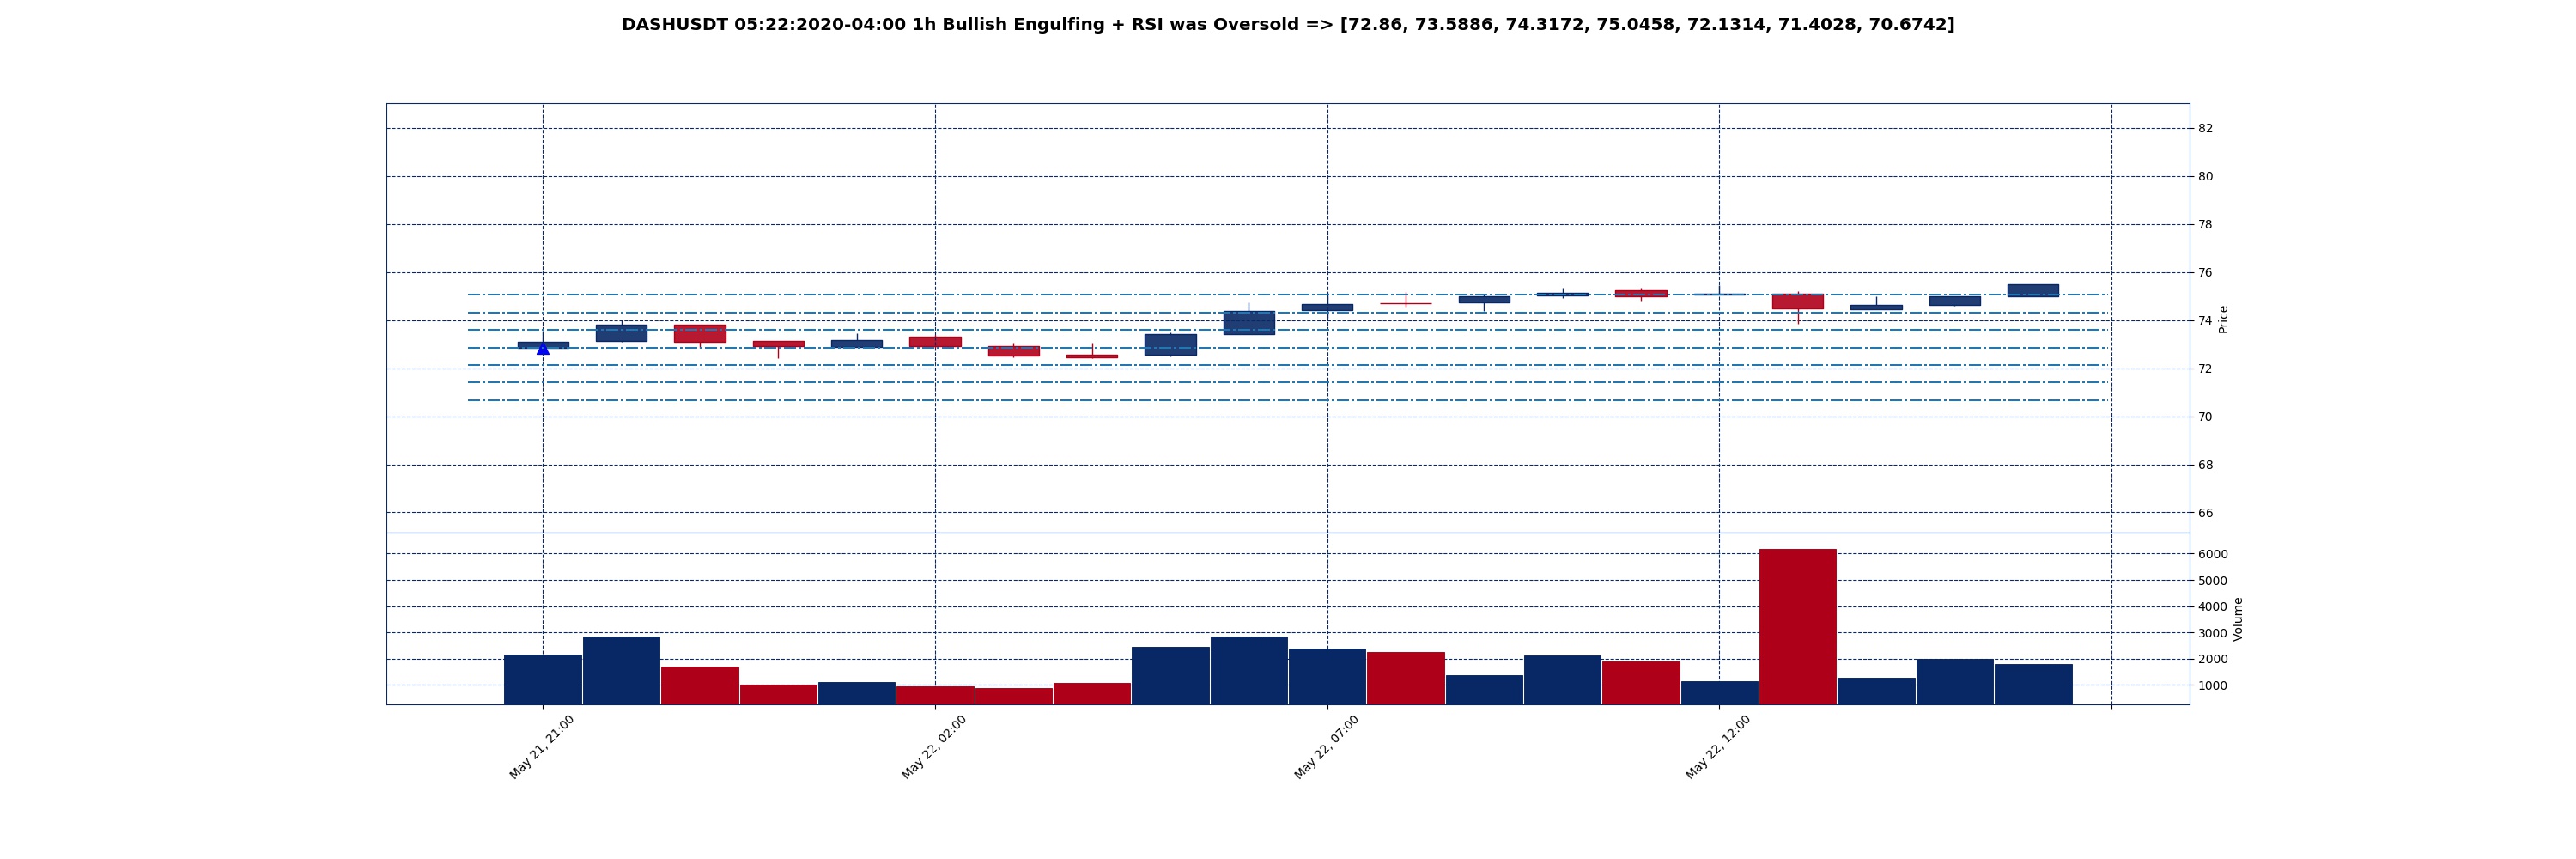 DASHUSDT 05:22:2020-04:00 1h Bullish Engulfing + RSI was Oversold => [72.86, 73.5886, 74.3172, 75.0458, 72.1314, 71.4028, 70.6742]
82
80
78
76
74
72
70
68
66
Price
6000
5000
4000
3000
2000
1000
Volume
May 21, 21:00
May 22, 02:00
May 22, 07:00
May 22, 12:00